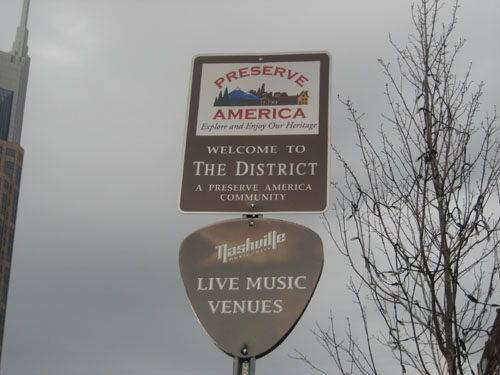 PRESERVE
AMERICA
Explore and Enjoy Our Heritage
WELCOME TO
THE DISTRICT
A PRESERVE AMERICA
COMMUNITY
Nashville
LIVE MUSIC
VENUES